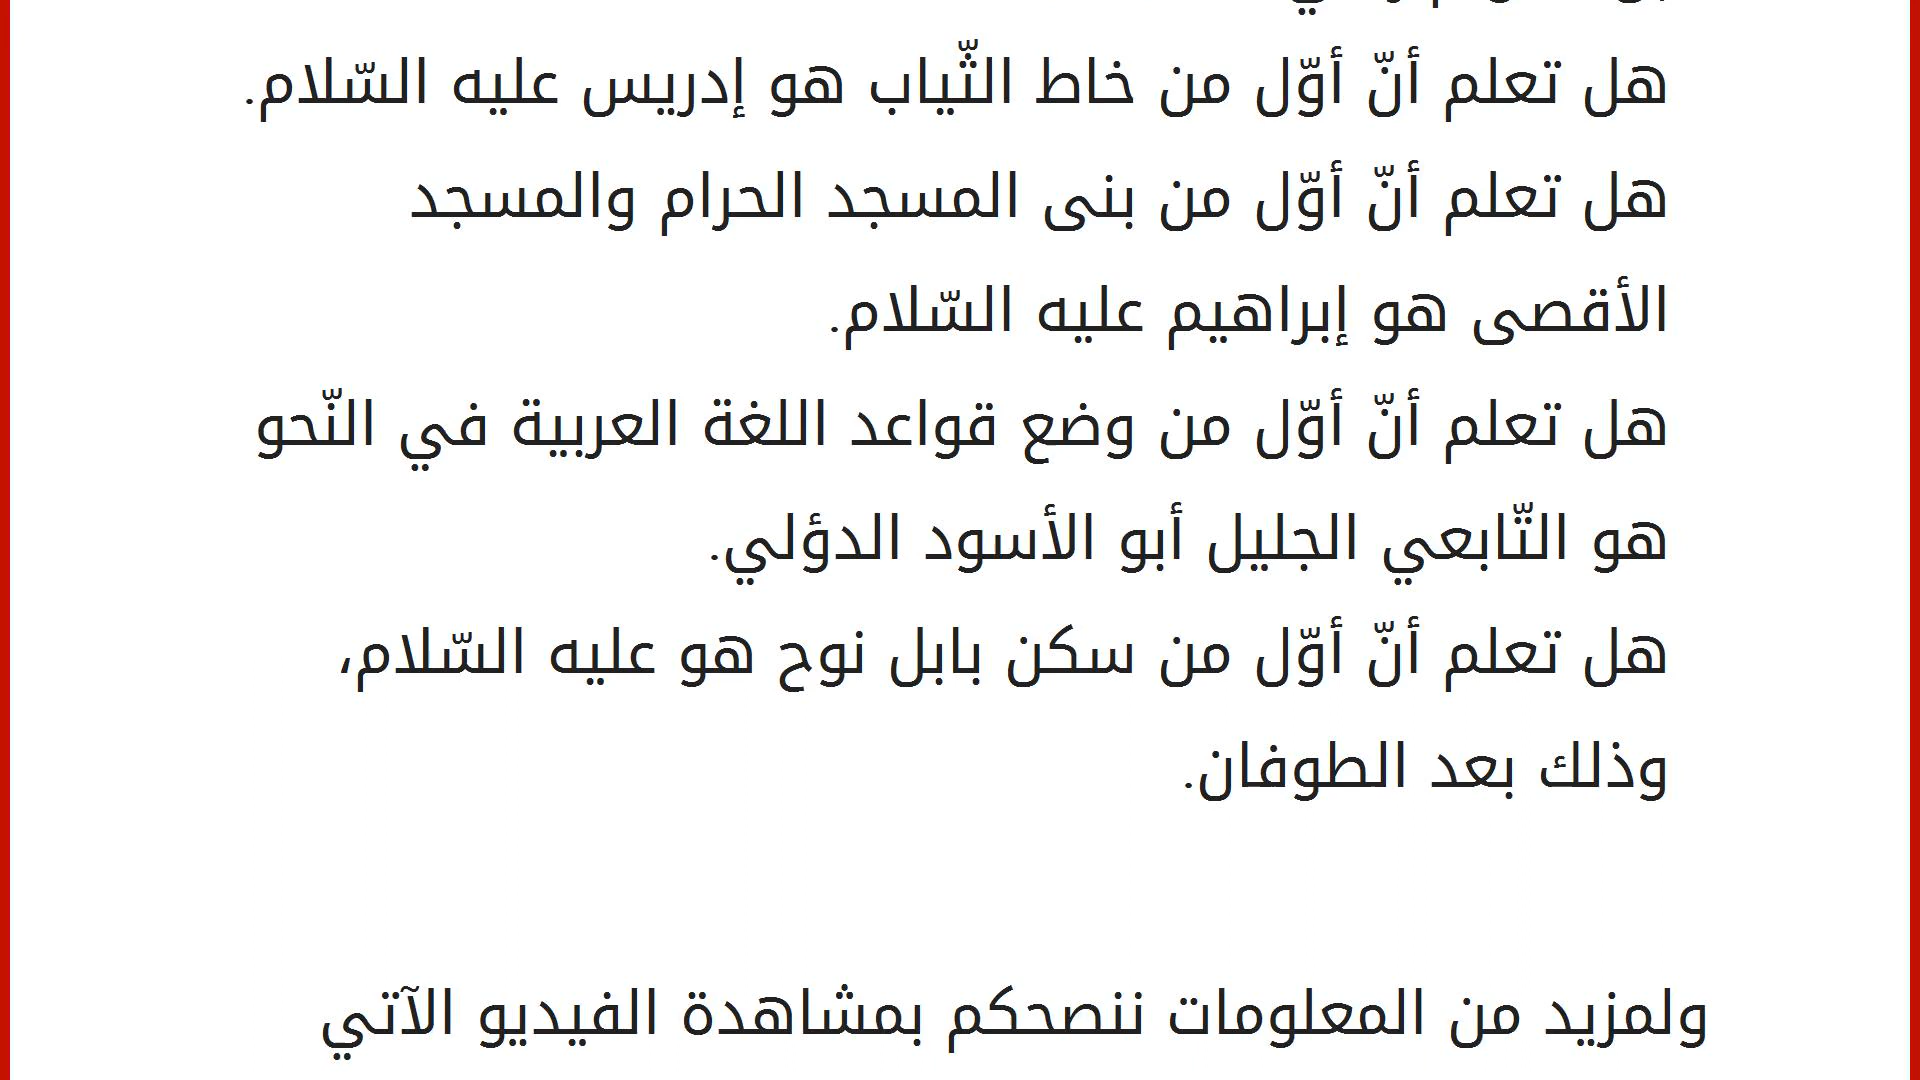 هل تعلم أنّ أوّل من خاط الثّياب هو إدريس عليه السّلام.
هل تعلم أنّ أوّل من بنى المسجد الحرام والمسجد
الأقصى هو إبراهيم عليه السّلام.
هل تعلم أنّ أوّل من وضع قواعد اللغة العربية في النّحو
هو التّابعي الجليل أبو الأسود الدؤلي.
هل تعلم أنّ أوّل من سكن بابل نوح هو عليه السّلام،
وذلك بعد الطوفان.
ولمزيد من المعلومات ننصحكم بمشاهدة الفيديو الآتي